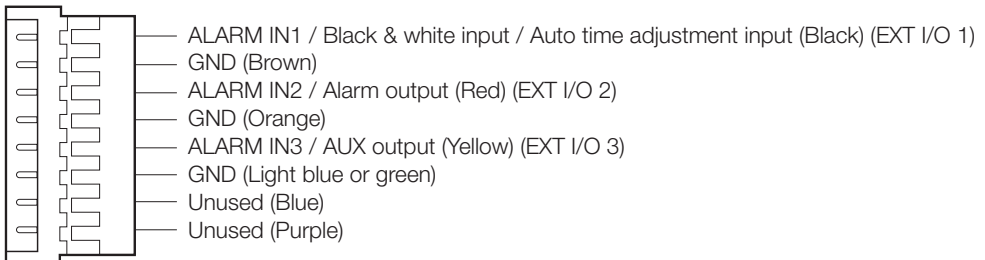 ALARM IN1 / Black & white input / Auto time adjustment input (Black) (EXT I/O 1)
GND (Brown)
ALARM IN2 / Alarm output (Red) (EXT I/O 2)
GND (Orange)
ALARM IN3 / AUX output (Yellow) (EXT I/O 3)
GND (Light blue or green)
Unused (Blue)
Unused (Purple)